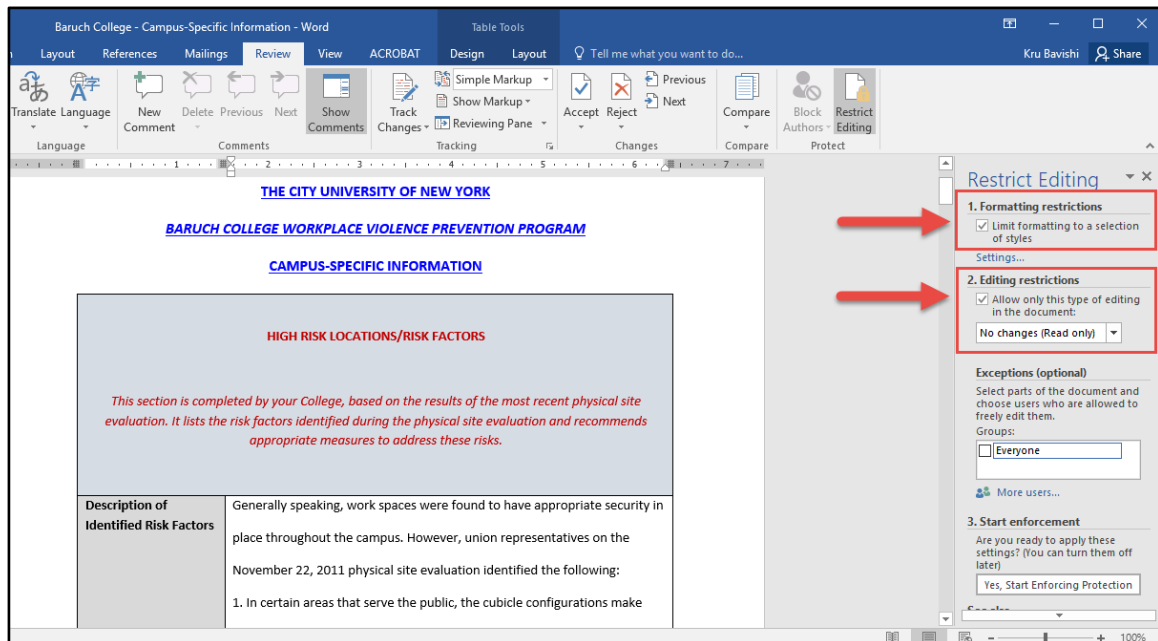 Baruch College - Campus-Specific Information - Word
Table Tools
Layout References Mailings Review View ACROBAT Design Layout Tell me what you want to do... Kru Bavishi Share
Translate Language New Comment Delete Previous Next Show Comments Track Changes Simple Markup Show Markup Reviewing Pane Accept Reject Previous Next Compare Block Authors Restrict Editing
Language Comments Tracking Changes Compare Protect
1 2 3 4 5 6 7
THE CITY UNIVERSITY OF NEW YORK
BARUCH COLLEGE WORKPLACE VIOLENCE PREVENTION PROGRAM
CAMPUS-SPECIFIC INFORMATION
HIGH RISK LOCATIONS/RISK FACTORS
This section is completed by your College, based on the results of the most recent physical site
evaluation. It lists the risk factors identified during the physical site evaluation and recommends
appropriate measures to address these risks.
Description of
Identified Risk Factors
Generally speaking, work spaces were found to have appropriate security in
place throughout the campus. However, union representatives on the
November 22, 2011 physical site evaluation identified the following:
1. In certain areas that serve the public, the cubicle configurations make
Restrict Editing
1. Formatting restrictions
Limit formatting to a selection
of styles
Settings...
2. Editing restrictions
Allow only this type of editing
in the document:
No changes (Read only)
Exceptions (optional)
Select parts of the document and
choose users who are allowed to
freely edit them.
Groups:
Everyone
More users...
3. Start enforcement
Are you ready to apply these
settings? (You can turn them off
later)
Yes, Start Enforcing Protection
100%